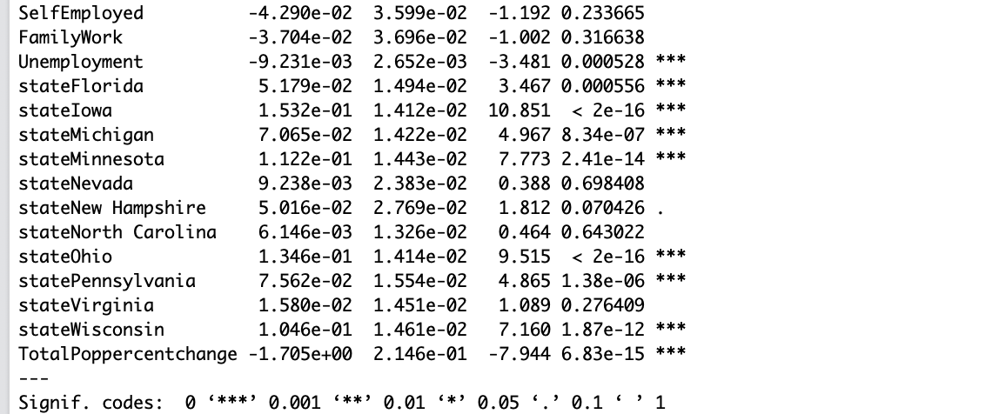 SelfEmployed -4.290e-02 3.599e-02 -1.192 0.233665
FamilyWork -3.704e-02 3.696e-02 -1.002 0.316638
Unemployment -9.231e-03 2.652e-03 -3.481 0.000528 ***
stateFlorida 5.179e-02 1.494e-02 3.467 0.000556 ***
stateIowa 1.532e-01 1.412e-02 10.851 < 2e-16 ***
stateMichigan 7.065e-02 1.422e-02 4.967 8.34e-07 ***
stateMinnesota 1.122e-01 1.443e-02 7.773 2.41e-14 ***
stateNevada 9.238e-03 2.383e-02 0.388 0.698408
stateNew Hampshire 5.016e-02 2.769e-02 1.812 0.070426 .
stateNorth Carolina 6.146e-03 1.326e-02 0.464 0.643022
stateOhio 1.346e-01 1.414e-02 9.515 < 2e-16 ***
statePennsylvania 7.562e-02 1.554e-02 4.865 1.38e-06 ***
stateVirginia 1.580e-02 1.451e-02 1.089 0.276409
stateWisconsin 1.046e-01 1.461e-02 7.160 1.87e-12 ***
TotalPoppercentchange -1.705e+00 2.146e-01 -7.944 6.83e-15 ***
---
Signif. codes: 0 ‘***’ 0.001 ‘**’ 0.01 ‘*’ 0.05 ‘.’ 0.1 ‘ ’ 1